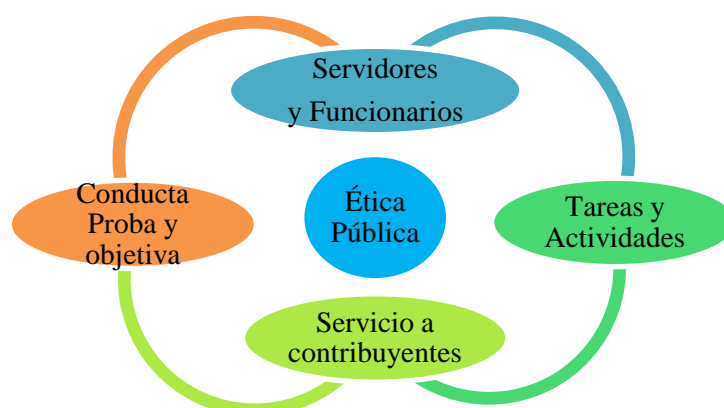 Servidores
y Funcionarios
Conducta
Proba y
objetiva
Ética
Pública
Tareas y
Actividades
Servicio a
contribuyentes